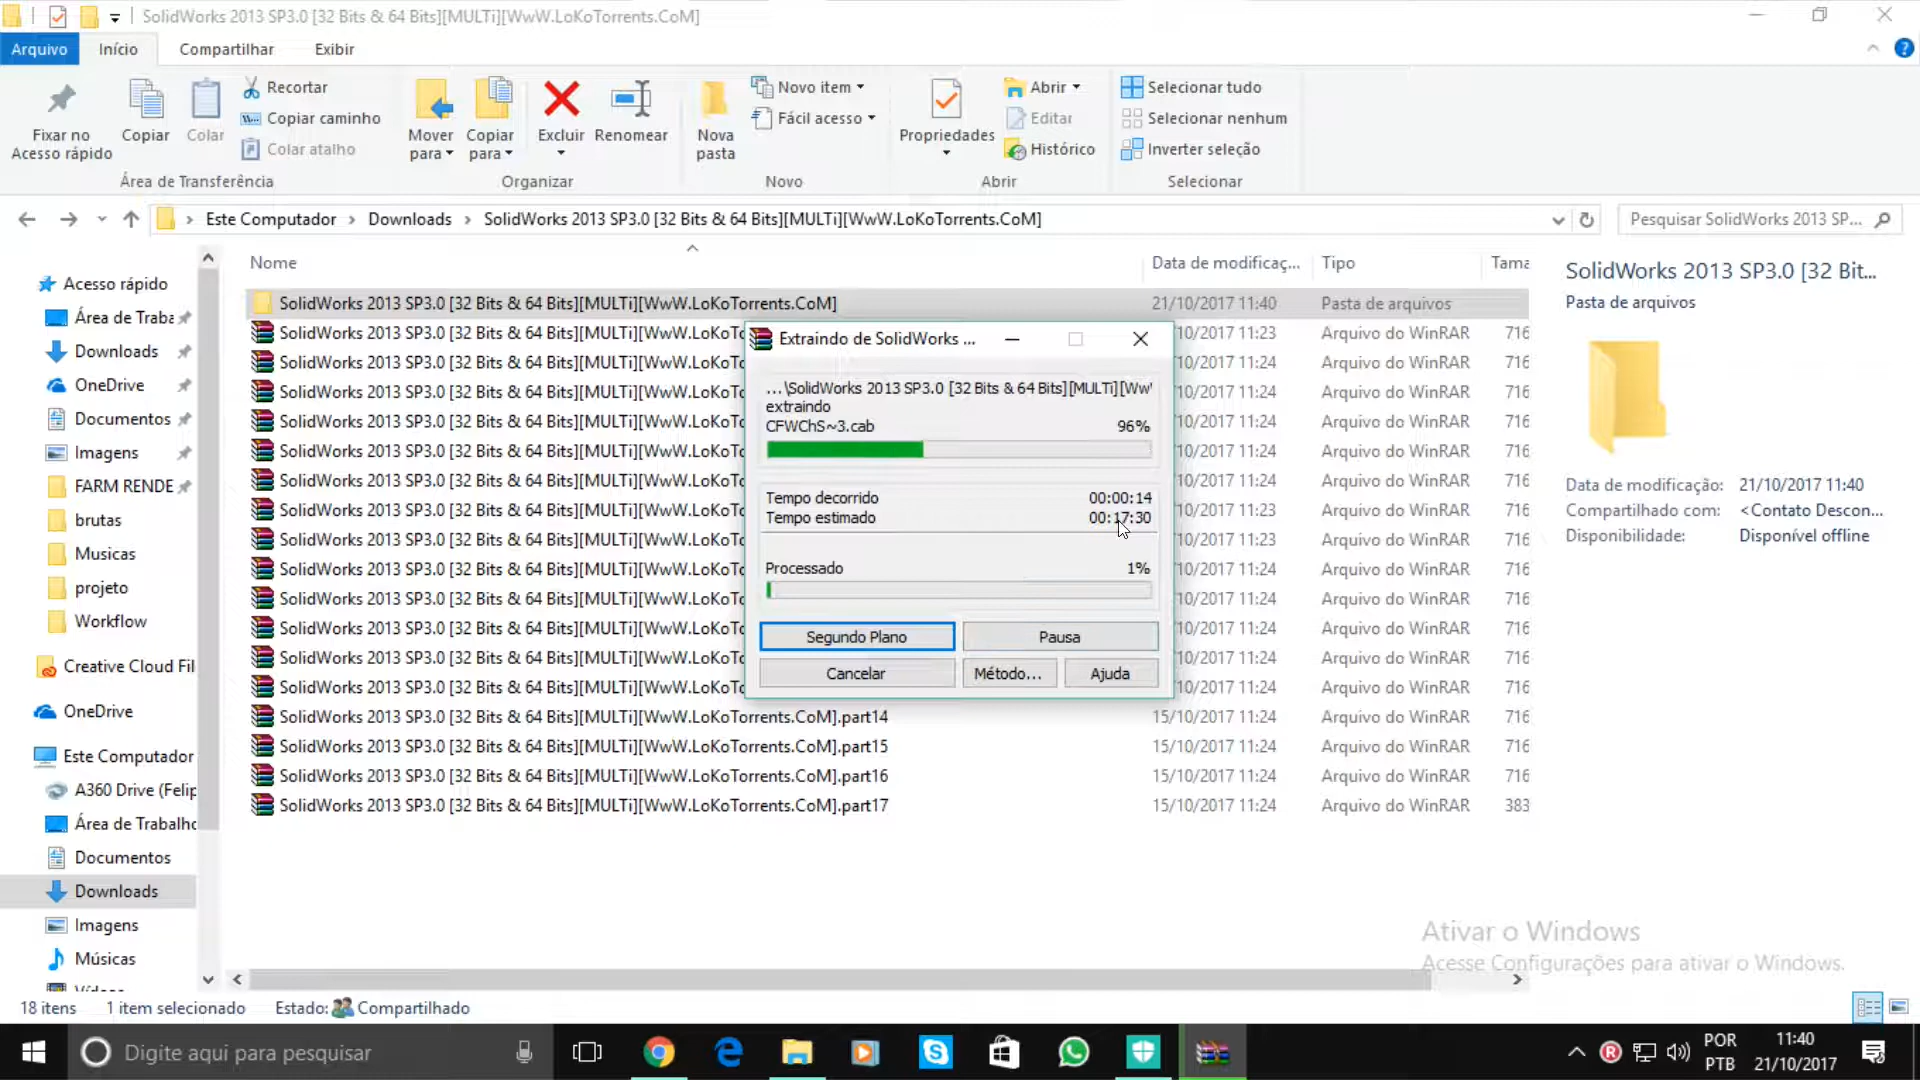 SolidWorks 2013 SP3.0 [32 Bits & 64 Bits][MULTi][WwW.LoKoTorrents.CoM]
Arquivo Início Compartilhar Exibir
Fixar no Acesso rápido
Copiar
Colar
Recortar
Copiar caminho
Colar atalho
Área de Transferência
Mover para
Copiar para
Excluir
Renomear
Organizar
Nova pasta
Novo item
Fácil acesso
Novo
Propriedades
Abrir
Editar
Histórico
Abrir
Selecionar tudo
Selecionar nenhum
Inverter seleção
Selecionar
Este Computador > Downloads > SolidWorks 2013 SP3.0 [32 Bits & 64 Bits][MULTi][WwW.LoKoTorrents.CoM]
Pesquisar SolidWorks 2013 SP...
Acesso rápido
Área de Traba
Downloads
OneDrive
Documentos
Imagens
FARM RENDE
brutas
Musicas
projeto
Workflow
Creative Cloud Fil
OneDrive
Este Computador
A360 Drive (Felip
Área de Trabalho
Documentos
Downloads
Imagens
Músicas
Nome Data de modificaç... Tipo Tama
SolidWorks 2013 SP3.0 [32 Bits & 64 Bits][MULTi][WwW.LoKoTorrents.CoM] 21/10/2017 11:40 Pasta de arquivos
SolidWorks 2013 SP3.0 [32 Bits & 64 Bits][MULTi][WwW.LoKoTo /10/2017 11:23 Arquivo do WinRAR 716
SolidWorks 2013 SP3.0 [32 Bits & 64 Bits][MULTi][WwW.LoKoTo /10/2017 11:24 Arquivo do WinRAR 716
SolidWorks 2013 SP3.0 [32 Bits & 64 Bits][MULTi][WwW.LoKoTo /10/2017 11:24 Arquivo do WinRAR 716
SolidWorks 2013 SP3.0 [32 Bits & 64 Bits][MULTi][WwW.LoKoTo /10/2017 11:24 Arquivo do WinRAR 716
SolidWorks 2013 SP3.0 [32 Bits & 64 Bits][MULTi][WwW.LoKoTo /10/2017 11:24 Arquivo do WinRAR 716
SolidWorks 2013 SP3.0 [32 Bits & 64 Bits][MULTi][WwW.LoKoTo /10/2017 11:24 Arquivo do WinRAR 716
SolidWorks 2013 SP3.0 [32 Bits & 64 Bits][MULTi][WwW.LoKoTo /10/2017 11:23 Arquivo do WinRAR 716
SolidWorks 2013 SP3.0 [32 Bits & 64 Bits][MULTi][WwW.LoKoTo /10/2017 11:23 Arquivo do WinRAR 716
SolidWorks 2013 SP3.0 [32 Bits & 64 Bits][MULTi][WwW.LoKoTo /10/2017 11:24 Arquivo do WinRAR 716
SolidWorks 2013 SP3.0 [32 Bits & 64 Bits][MULTi][WwW.LoKoTo /10/2017 11:24 Arquivo do WinRAR 716
SolidWorks 2013 SP3.0 [32 Bits & 64 Bits][MULTi][WwW.LoKoTo /10/2017 11:24 Arquivo do WinRAR 716
SolidWorks 2013 SP3.0 [32 Bits & 64 Bits][MULTi][WwW.LoKoTo /10/2017 11:24 Arquivo do WinRAR 716
SolidWorks 2013 SP3.0 [32 Bits & 64 Bits][MULTi][WwW.LoKoTo /10/2017 11:24 Arquivo do WinRAR 716
SolidWorks 2013 SP3.0 [32 Bits & 64 Bits][MULTi][WwW.LoKoTorrents.CoM].part14 15/10/2017 11:24 Arquivo do WinRAR 716
SolidWorks 2013 SP3.0 [32 Bits & 64 Bits][MULTi][WwW.LoKoTorrents.CoM].part15 15/10/2017 11:24 Arquivo do WinRAR 716
SolidWorks 2013 SP3.0 [32 Bits & 64 Bits][MULTi][WwW.LoKoTorrents.CoM].part16 15/10/2017 11:24 Arquivo do WinRAR 716
SolidWorks 2013 SP3.0 [32 Bits & 64 Bits][MULTi][WwW.LoKoTorrents.CoM].part17 15/10/2017 11:24 Arquivo do WinRAR 383
Extraindo de SolidWorks ...
...\SolidWorks 2013 SP3.0 [32 Bits & 64 Bits][MULTi][Ww
extraindo
CFWChS~3.cab 96%
Tempo decorrido 00:00:14
Tempo estimado 00:17:30
Processado 1%
Segundo Plano Pausa
Cancelar Método... Ajuda
SolidWorks 2013 SP3.0 [32 Bit...
Pasta de arquivos
Data de modificação: 21/10/2017 11:40
Compartilhado com: <Contato Descon...
Disponibilidade: Disponível offline
Ativar o Windows
Acesse Configurações para ativar o Windows.
18 itens 1 item selecionado Estado: Compartilhado
Digite aqui para pesquisar
POR
PTB
11:40
21/10/2017